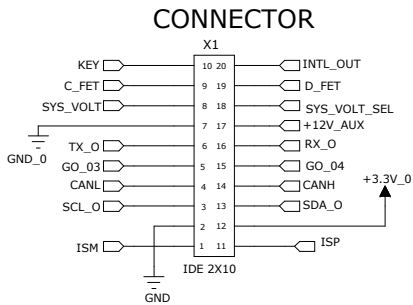 CONNECTOR
X1
KEY 10 20 INTL_OUT
C_FET 9 19 D_FET
SYS_VOLT 8 18 SYS_VOLT_SEL
7 17 +12V_AUX
GND_0
TX_O 6 16 RX_O
GO_03 5 15 GO_04
+3.3V_0
CANL 4 14 CANH
SCL_O 3 13 SDA_O
2 12
ISM 1 11 ISP
IDE 2X10
GND